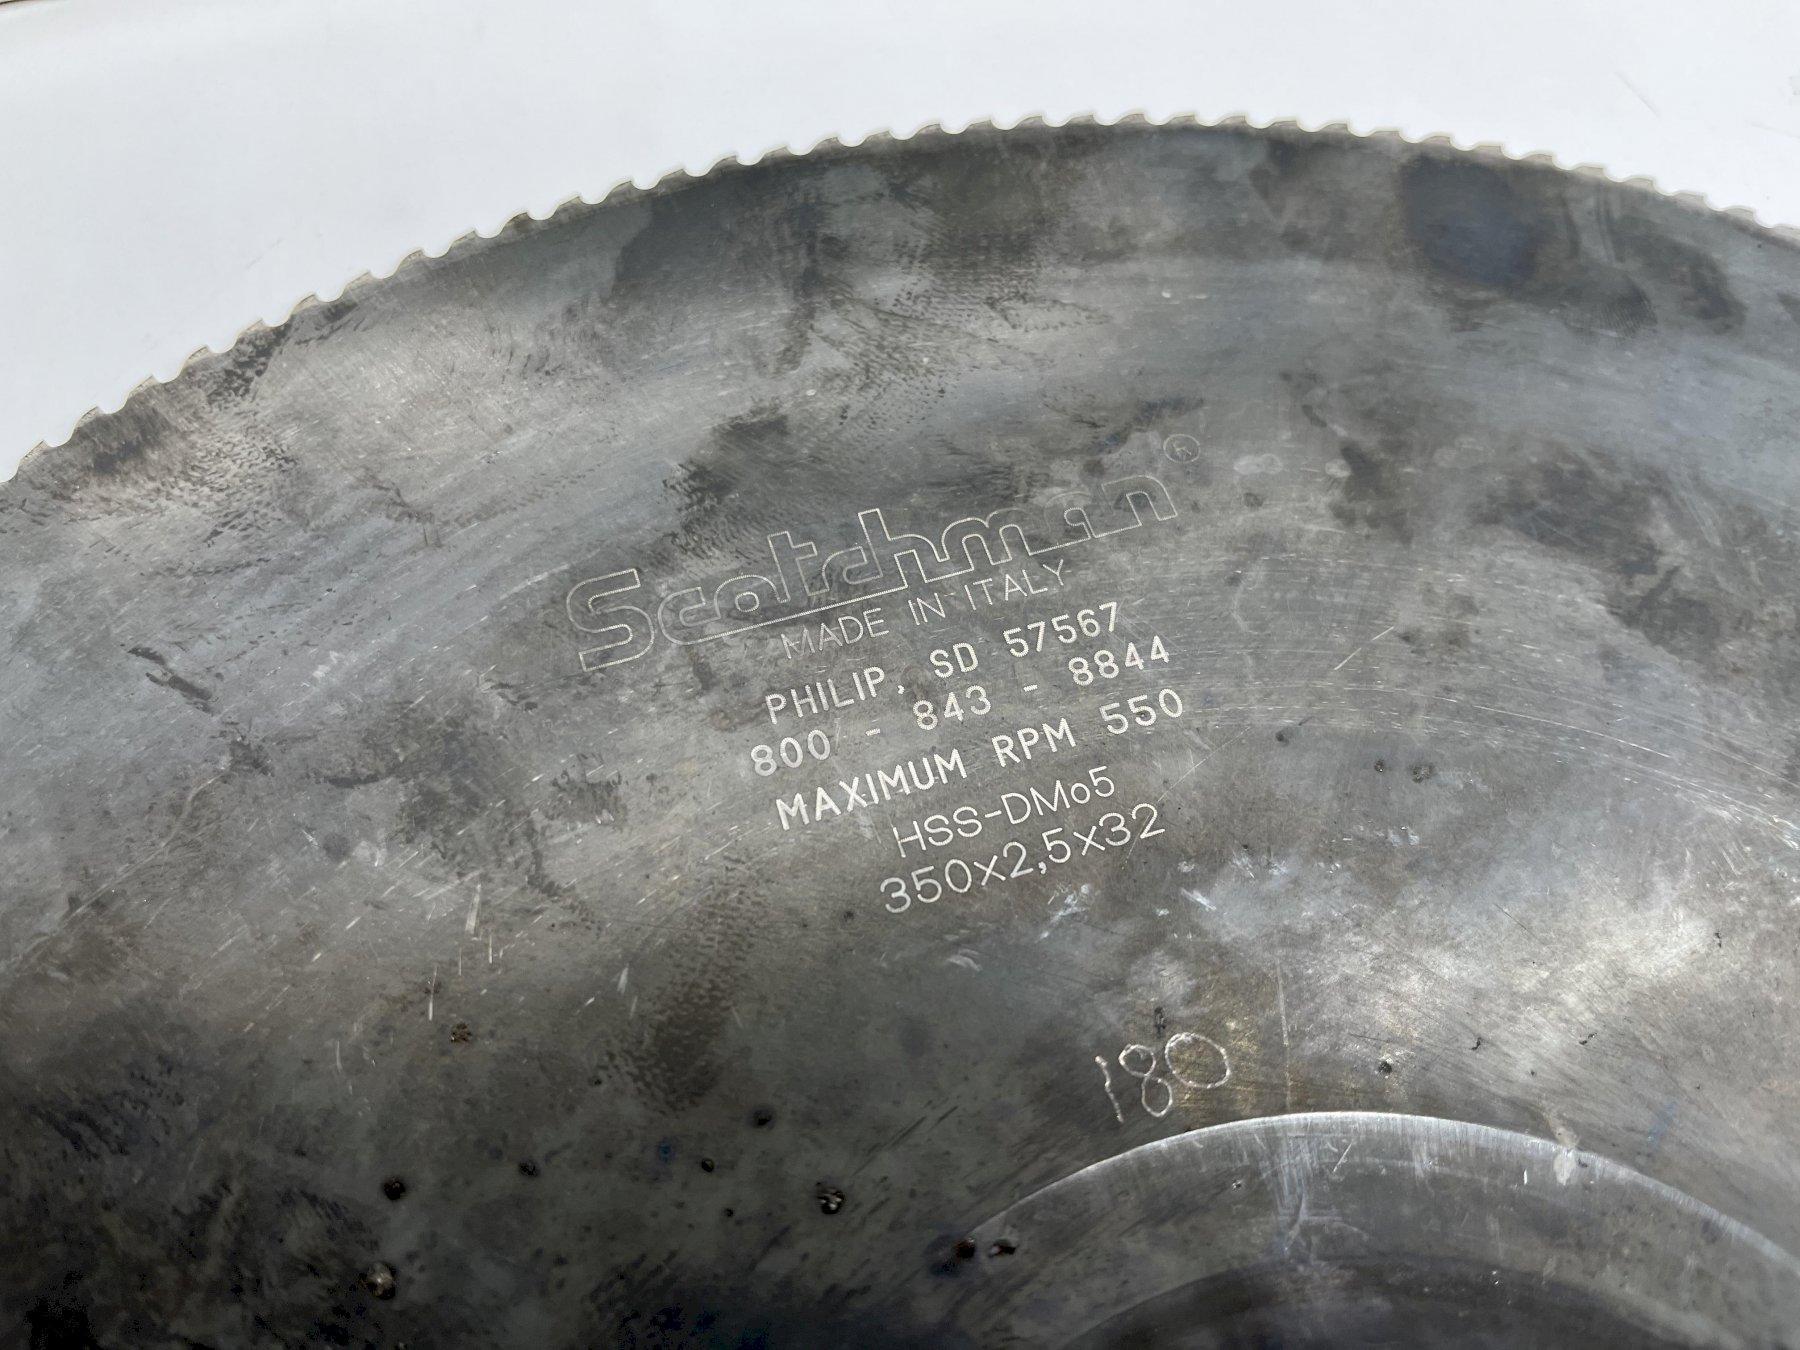 Scotchman ®
MADE IN ITALY
PHILIP, SD 57567
800 - 843 - 8844
MAXIMUM RPM 550
HSS-DMo5
350x2,5x32
180